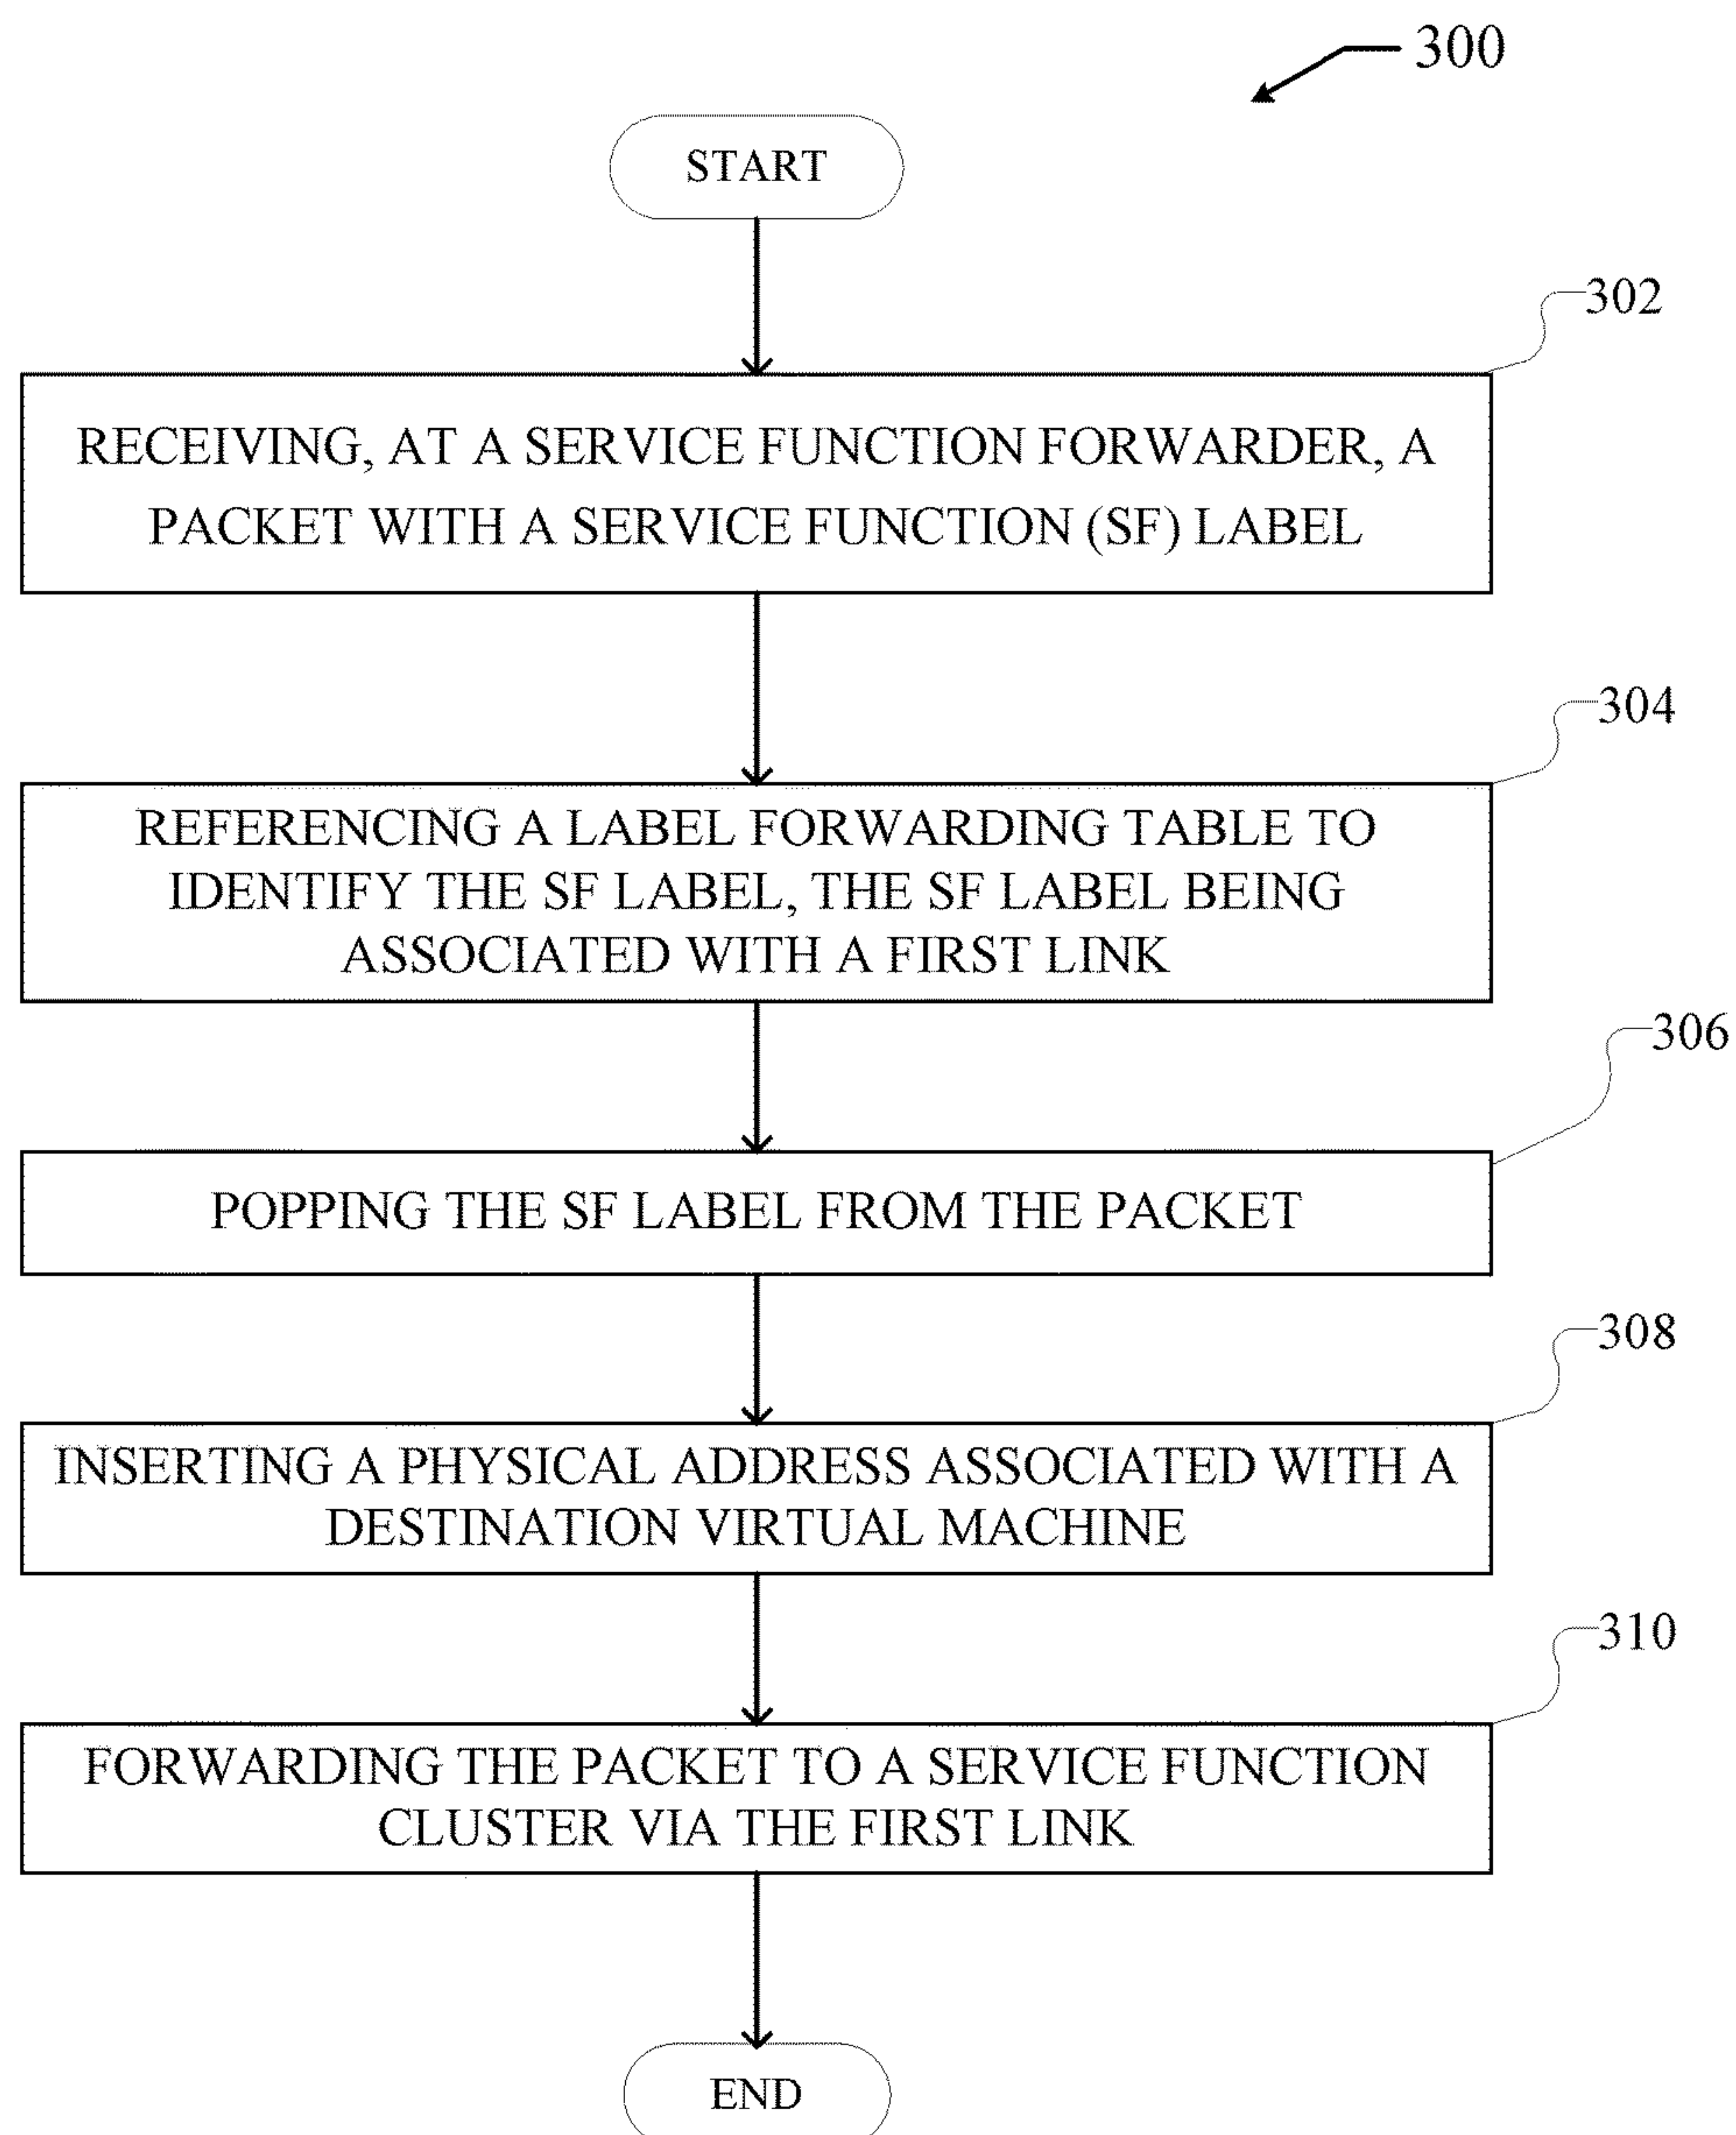 300
START
302
RECEIVING, AT A SERVICE FUNCTION FORWARDER, A
PACKET WITH A SERVICE FUNCTION (SF) LABEL
304
REFERENCING A LABEL FORWARDING TABLE TO
IDENTIFY THE SF LABEL, THE SF LABEL BEING
ASSOCIATED WITH A FIRST LINK
306
POPPING THE SF LABEL FROM THE PACKET
308
INSERTING A PHYSICAL ADDRESS ASSOCIATED WITH A
DESTINATION VIRTUAL MACHINE
310
FORWARDING THE PACKET TO A SERVICE FUNCTION
CLUSTER VIA THE FIRST LINK
END